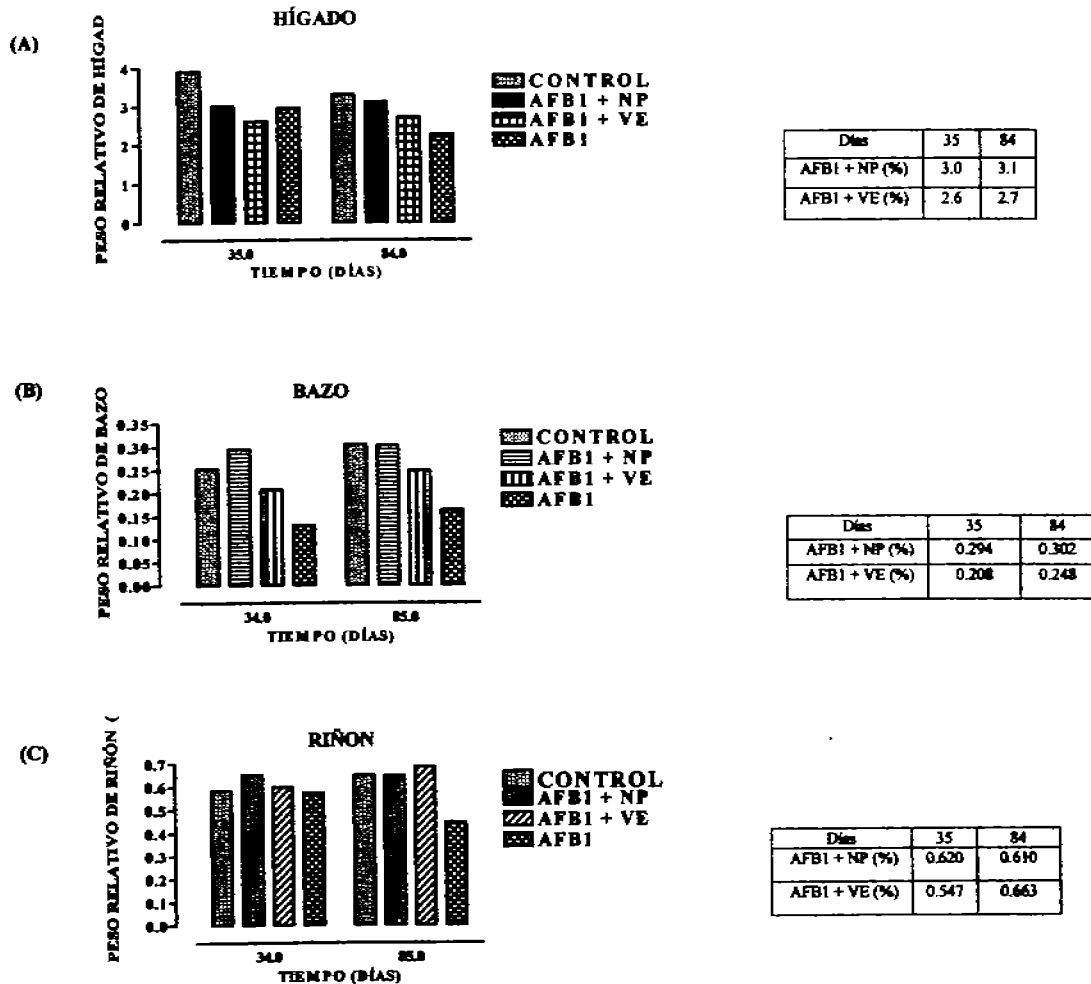 HÍGADO
(A)
PESO RELATIVO DE HÍGAD
4
3
2
1
0
35.0
84.0
TIEMPO (DÍAS)
CONTROL
AFB1 + NP
AFB1 + VE
AFB1
Días 35 84
AFB1 + NP (%) 3.0 3.1
AFB1 + VE (%) 2.6 2.7
(B)
BAZO
PESO RELATIVO DE BAZO
0.35
0.30
0.25
0.20
0.15
0.10
0.05
0.00
34.0
85.0
TIEMPO (DÍAS)
CONTROL
AFB1 + NP
AFB1 + VE
AFB1
Días 35 84
AFB1 + NP (%) 0.294 0.302
AFB1 + VE (%) 0.208 0.248
(C)
RIÑON
PESO RELATIVO DE RIÑÓN (
0.7
0.6
0.5
0.4
0.3
0.2
0.1
0.0
34.0
85.0
TIEMPO (DÍAS)
CONTROL
AFB1 + NP
AFB1 + VE
AFB1
Días 35 84
AFB1 + NP (%) 0.620 0.610
AFB1 + VE (%) 0.547 0.663